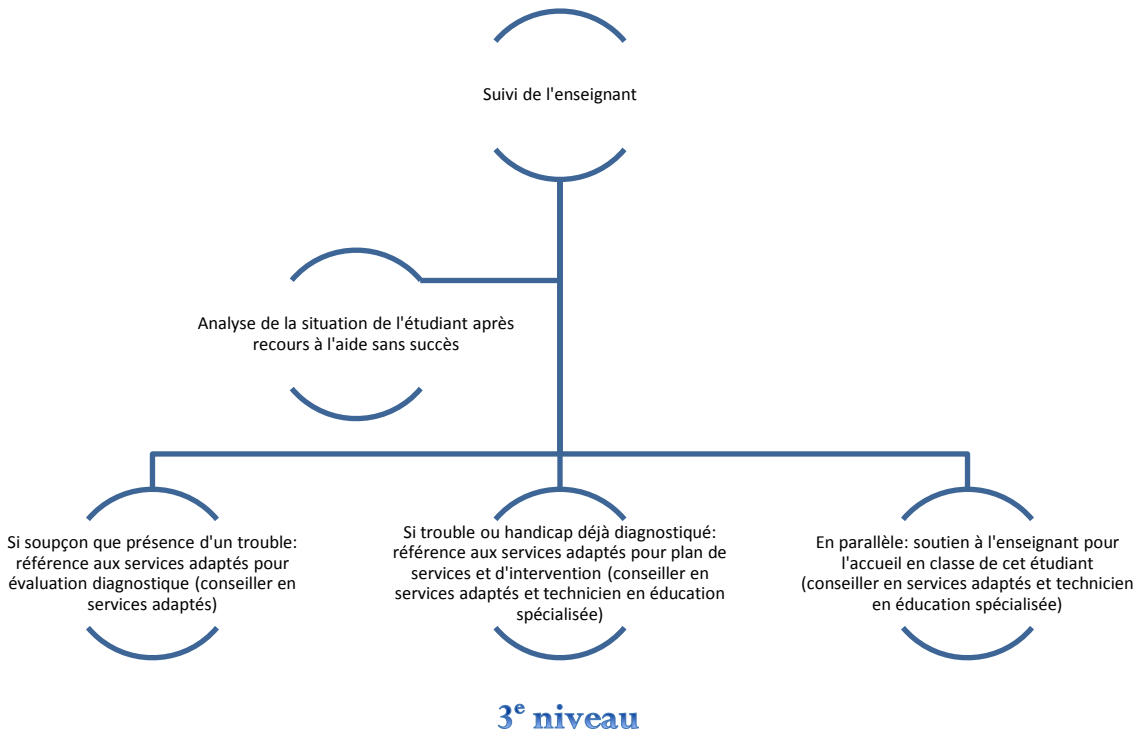 Suivi de l'enseignant
Analyse de la situation de l'étudiant après
recours à l'aide sans succès
Si soupçon que présence d'un trouble:
référence aux services adaptés pour
évaluation diagnostique (conseiller en
services adaptés)
Si trouble ou handicap déjà diagnostiqué:
référence aux services adaptés pour plan de
services et d'intervention (conseiller en
services adaptés et technicien en éducation
spécialisée)
En parallèle: soutien à l'enseignant pour
l'accueil en classe de cet étudiant
(conseiller en services adaptés et technicien
en éducation spécialisée)
3e niveau